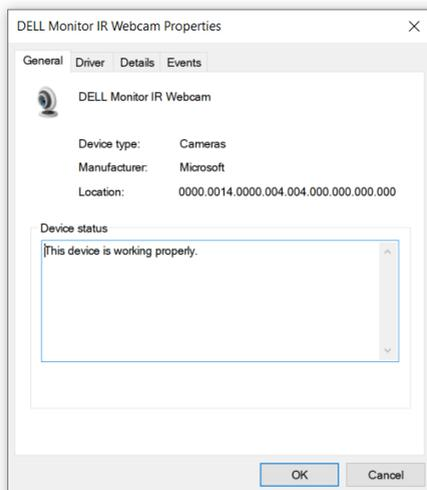 DELL Monitor IR Webcam Properties
General Driver Details Events
DELL Monitor IR Webcam
Device type: Cameras
Manufacturer: Microsoft
Location: 0000.0014.0000.004.004.000.000.000.000
Device status
This device is working properly.
OK Cancel